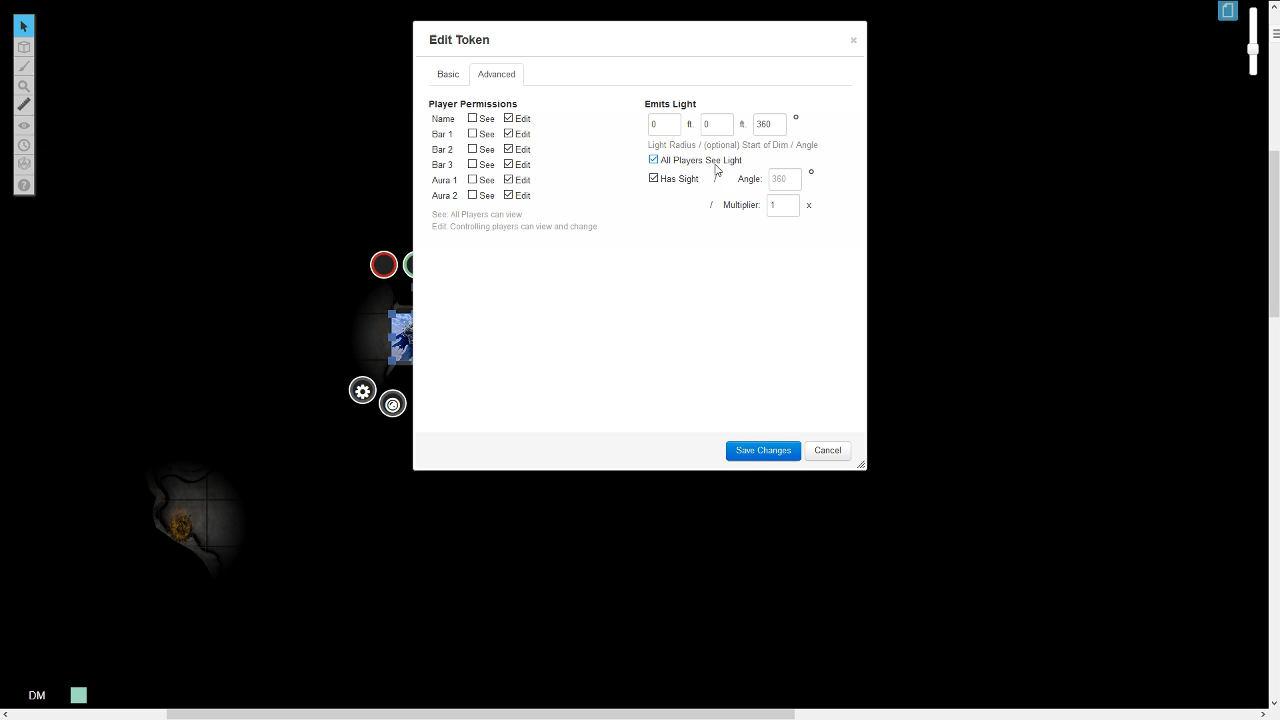 Edit Token
×
Basic Advanced
Player Permissions
Name See Edit
Bar 1 See Edit
Bar 2 See Edit
Bar 3 See Edit
Aura 1 See Edit
Aura 2 See Edit
See: All Players can view
Edit: Controlling players can view and change.
Emits Light
0 ft. 0 ft. 360 °
Light Radius / (optional) Start of Dim / Angle
All Players See Light
Has Sight / Angle: 360 °
/ Multiplier: 1 x
Save Changes Cancel
DM